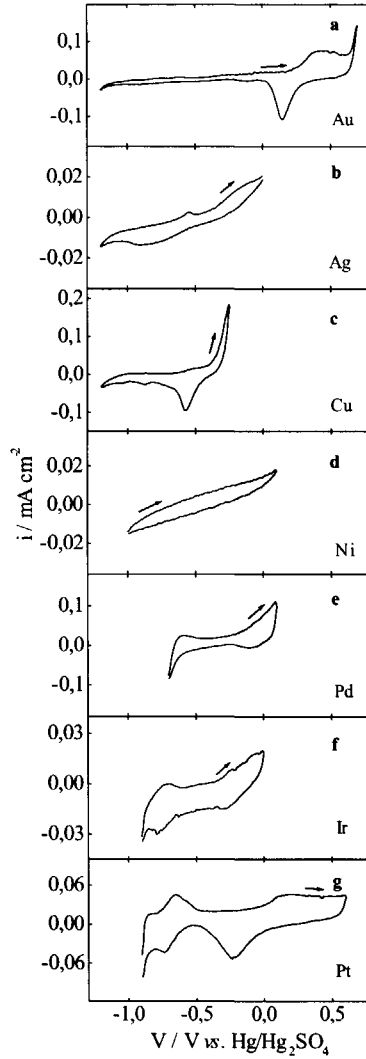 a
0,1
0,0
-0,1
Au
b
0,02
0,00
-0,02
Ag
c
0,2
0,1
0,0
-0,1
Cu
d
0,02
0,00
-0,02
Ni
e
0,1
0,0
-0,1
Pd
f
0,03
0,00
-0,03
Ir
g
0,06
0,00
-0,06
Pt
i / mA cm-2
-1,0 -0,5 0,0 0,5
V / V vs. Hg/Hg2SO4